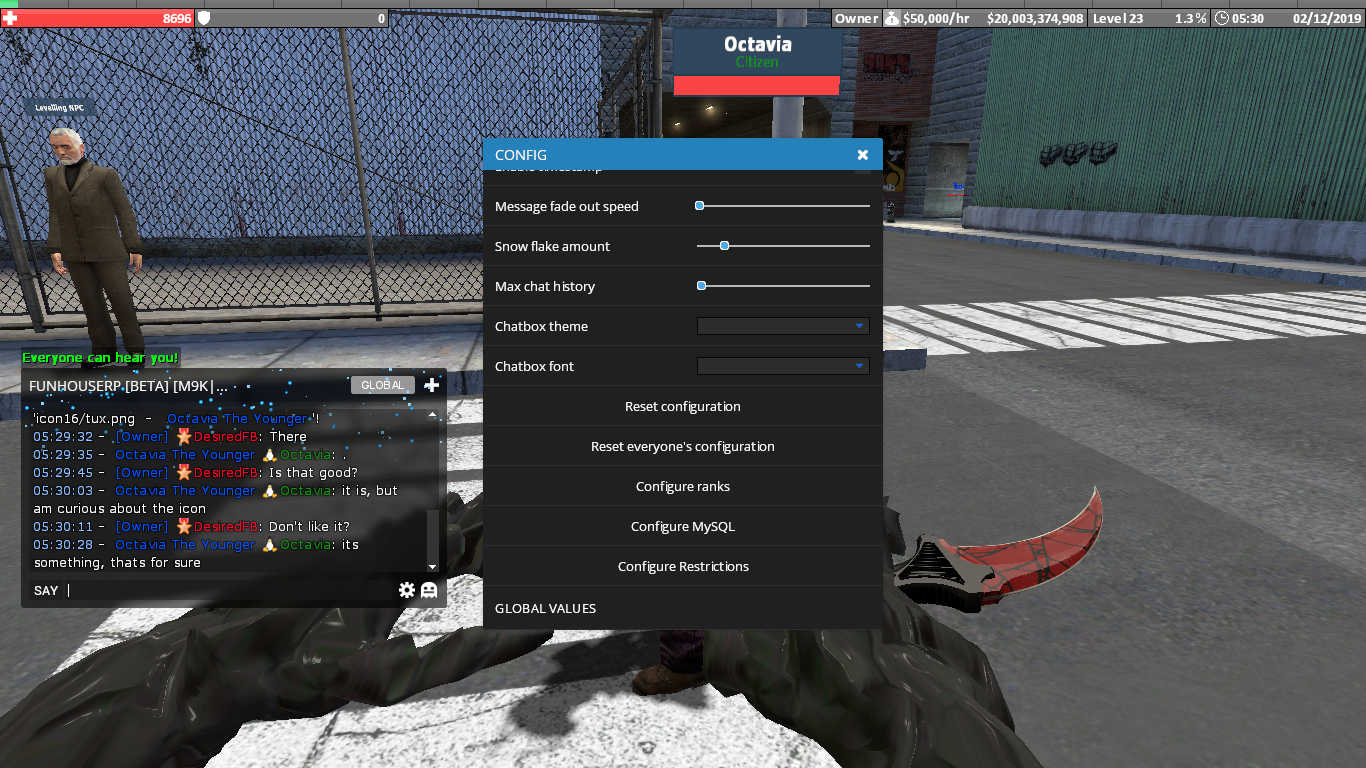 8696
0
Owner $50,000/hr $20,003,374,908 Level 23 1.3 % 05:30 02/12/2019
Octavia
Citizen
Levelling NPC
CONFIG
Enable timestamp
Message fade out speed
Snow flake amount
Max chat history
Chatbox theme
Chatbox font
Reset configuration
Reset everyone's configuration
Configure ranks
Configure MySQL
Configure Restrictions
GLOBAL VALUES
Everyone can hear you!
FUNHOUSERP [BETA] [M9K|... GLOBAL
'icon16/tux.png - Octavia The Younger '!
05:29:32 - [Owner] DesiredFB: There
05:29:35 - Octavia The Younger Octavia: .
05:29:45 - [Owner] DesiredFB: Is that good?
05:30:03 - Octavia The Younger Octavia: it is, but
am curious about the icon
05:30:11 - [Owner] DesiredFB: Don't like it?
05:30:28 - Octavia The Younger Octavia: its
something, thats for sure
SAY